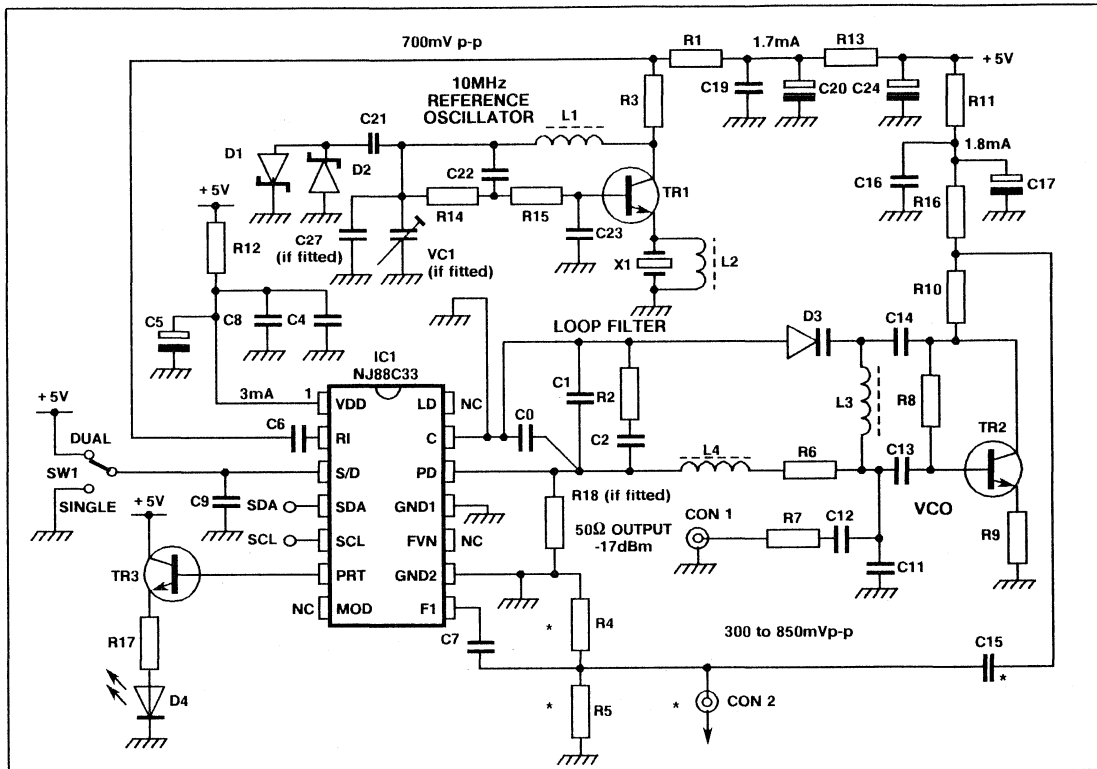 700mV p-p
R1
1.7mA
R13
+ 5V
10MHz
REFERENCE
OSCILLATOR
R3
C19
C20
C24
R11
C21
L1
1.8mA
D1
D2
C22
TR1
C16
C17
+ 5V
R14
R15
R16
R12
C27
(if fitted)
VC1
(if fitted)
C23
X1
L2
R10
C5
C8
C4
LOOP FILTER
D3
C14
IC1
NJ88C33
C1
R2
L3
R8
3mA
1
VDD
LD
NC
C0
C2
TR2
+ 5V
C6
RI
C
L4
R6
C13
DUAL
SW1
SINGLE
S/D
PD
R18 (if fitted)
VCO
C9
SDA
SDA
GND1
50Ω OUTPUT
-17dBm
CON 1
R7
C12
R9
+ 5V
SCL
SCL
FVN
NC
C11
TR3
PRT
GND2
NC
MOD
F1
*
R4
300 to 850mVp-p
R17
C7
C15
*
D4
*
R5
*
CON 2